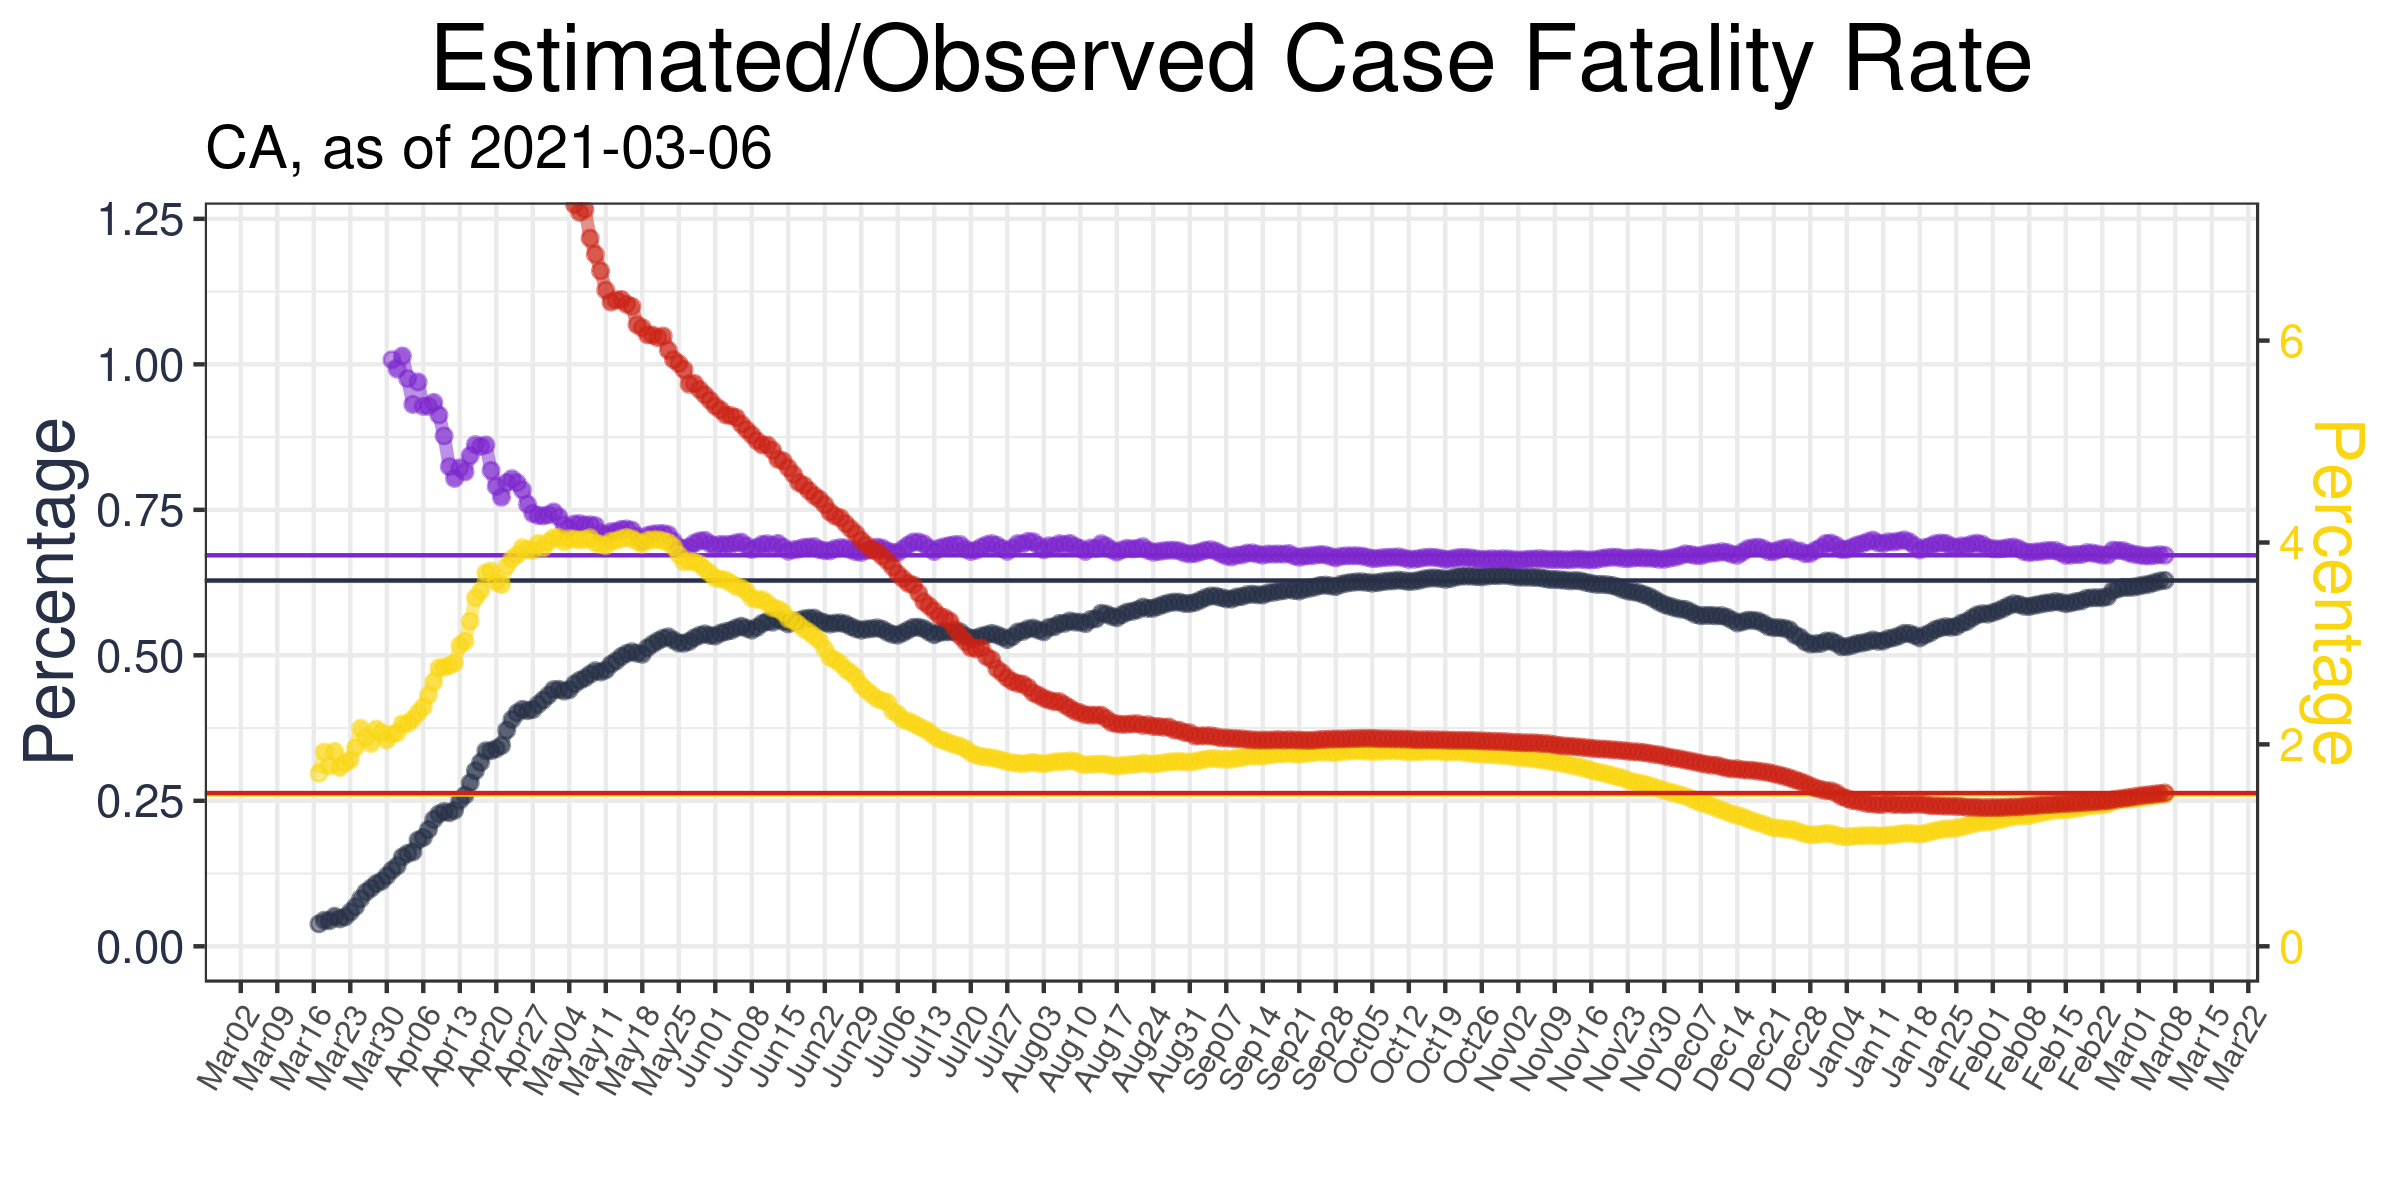 Estimated/Observed Case Fatality Rate
CA, as of 2021-03-06
Percentage
1.25
1.00
0.75
0.50
0.25
0.00
6
4
2
0
Percentage
Mar02
Mar09
Mar16
Mar23
Mar30
Apr06
Apr13
Apr20
Apr27
May04
May11
May18
May25
Jun01
Jun08
Jun15
Jun22
Jun29
Jul06
Jul13
Jul20
Jul27
Aug03
Aug10
Aug17
Aug24
Aug31
Sep07
Sep14
Sep21
Sep28
Oct05
Oct12
Oct19
Oct26
Nov02
Nov09
Nov16
Nov23
Nov30
Dec07
Dec14
Dec21
Dec28
Jan04
Jan11
Jan18
Jan25
Feb01
Feb08
Feb15
Feb22
Mar01
Mar08
Mar15
Mar22